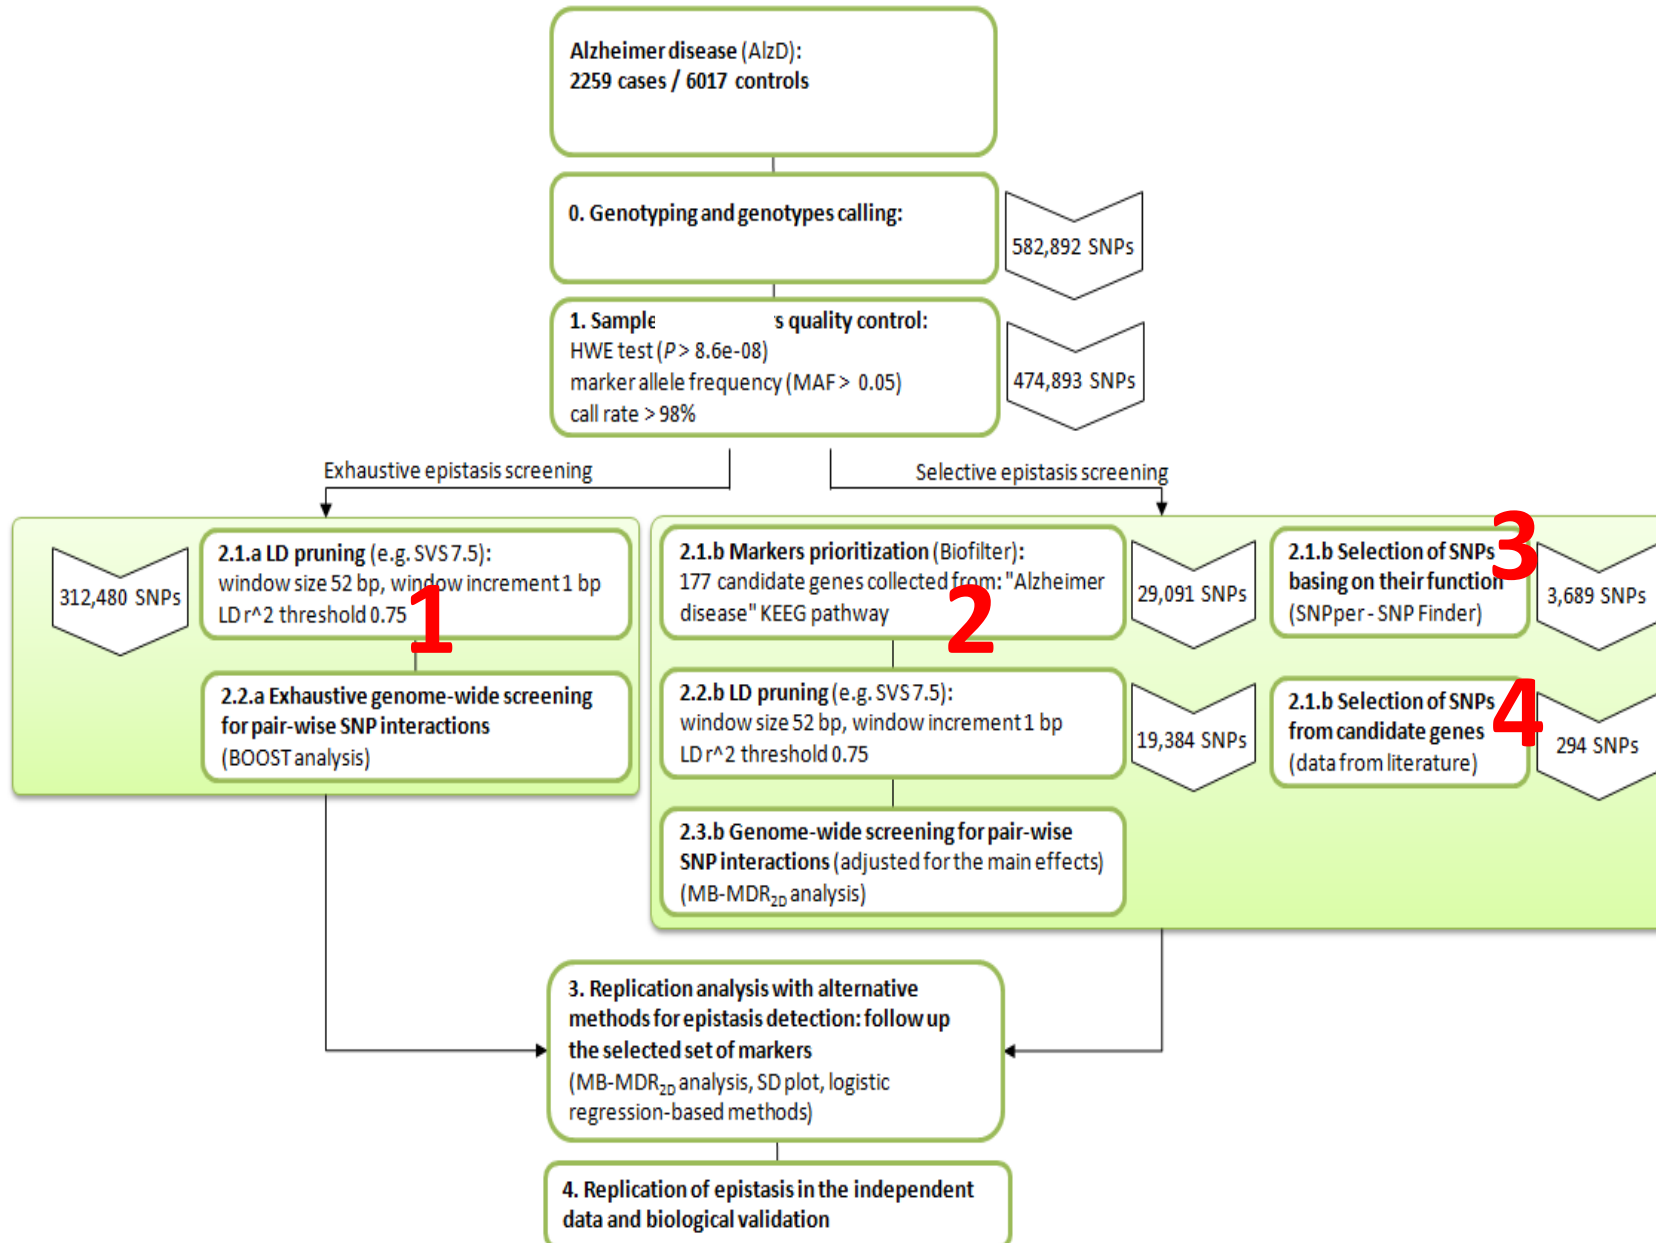 Alzheimer disease (AlzD):
2259 cases / 6017 controls
0. Genotyping and genotypes calling:
582,892 SNPs
1. Sample s quality control:
HWE test (P > 8.6e-08)
marker allele frequency (MAF > 0.05)
call rate > 98%
474,893 SNPs
Exhaustive epistasis screening
Selective epistasis screening
312,480 SNPs
2.1.a LD pruning (e.g. SVS 7.5):
window size 52 bp, window increment 1 bp
LD r^2 threshold 0.75
1
2.2.a Exhaustive genome-wide screening
for pair-wise SNP interactions
(BOOST analysis)
2.1.b Markers prioritization (Biofilter):
177 candidate genes collected from: "Alzheimer
disease" KEEG pathway
2
29,091 SNPs
2.2.b LD pruning (e.g. SVS 7.5):
window size 52 bp, window increment 1 bp
LD r^2 threshold 0.75
19,384 SNPs
2.3.b Genome-wide screening for pair-wise
SNP interactions (adjusted for the main effects)
(MB-MDR2D analysis)
2.1.b Selection of SNPs
basing on their function
(SNPper - SNP Finder)
3
3,689 SNPs
2.1.b Selection of SNPs
from candidate genes
(data from literature)
4
294 SNPs
3. Replication analysis with alternative
methods for epistasis detection: follow up
the selected set of markers
(MB-MDR2D analysis, SD plot, logistic
regression-based methods)
4. Replication of epistasis in the independent
data and biological validation